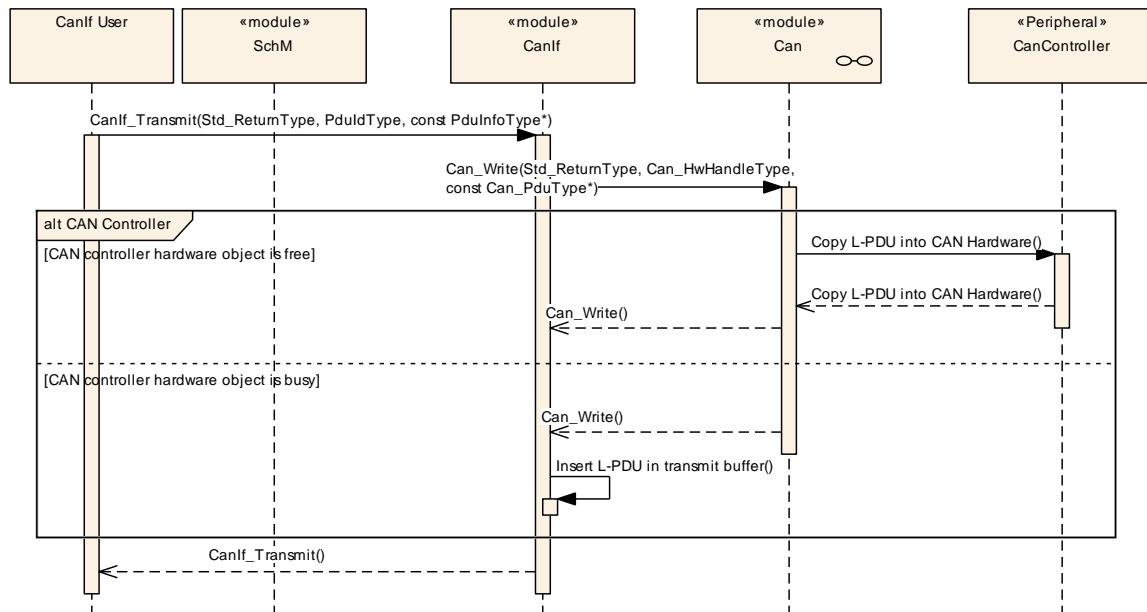 CanIf User
«module»
SchM
«module»
CanIf
«module»
Can
«Peripheral»
CanController
CanIf_Transmit(Std_ReturnType, PduIdType, const PduInfoType*)
Can_Write(Std_ReturnType, Can_HwHandleType,
const Can_PduType*)
alt CAN Controller
[CAN controller hardware object is free]
Copy L-PDU into CAN Hardware()
Copy L-PDU into CAN Hardware()
Can_Write()
[CAN controller hardware object is busy]
Can_Write()
Insert L-PDU in transmit buffer()
CanIf_Transmit()